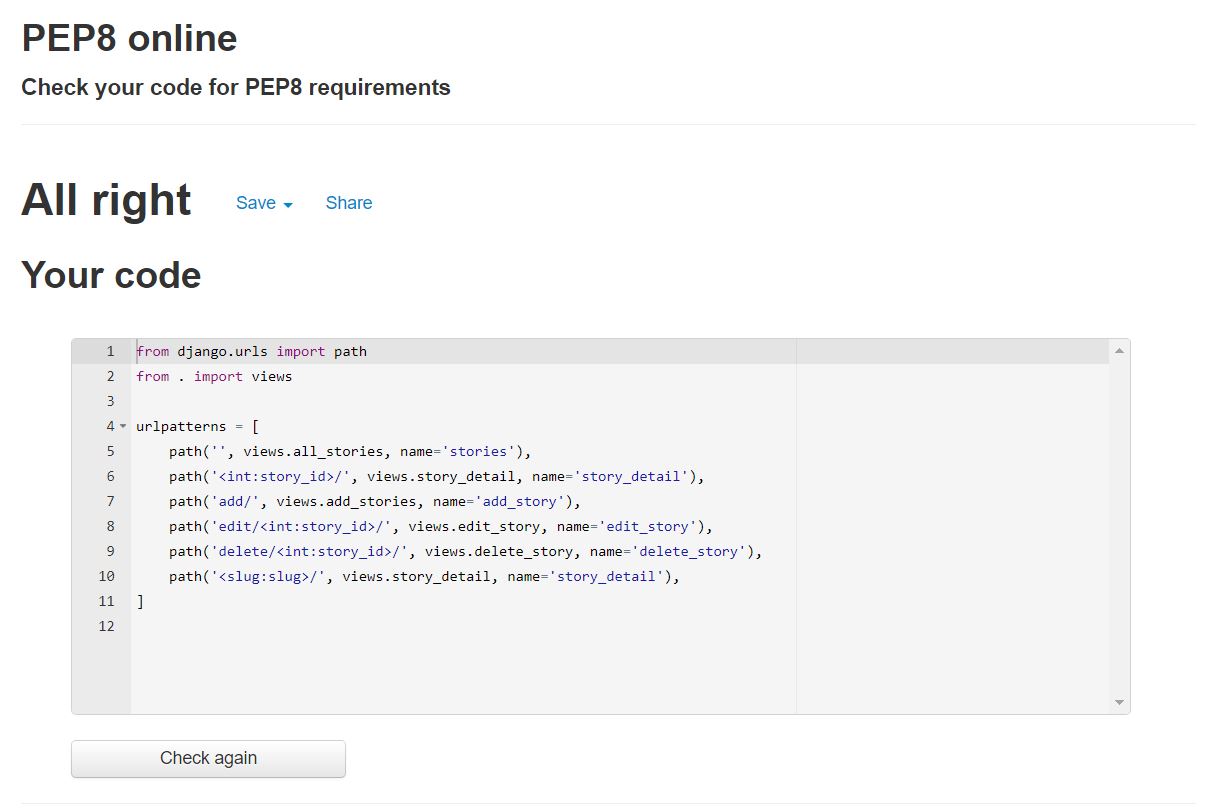 PEP8 online
Check your code for PEP8 requirements
All right Save Share
Your code
1 from django.urls import path
2 from . import views
3
4 urlpatterns = [
5     path('', views.all_stories, name='stories'),
6     path('<int:story_id>/', views.story_detail, name='story_detail'),
7     path('add/', views.add_stories, name='add_story'),
8     path('edit/<int:story_id>/', views.edit_story, name='edit_story'),
9     path('delete/<int:story_id>/', views.delete_story, name='delete_story'),
10     path('<slug:slug>/', views.story_detail, name='story_detail'),
11 ]
12
Check again